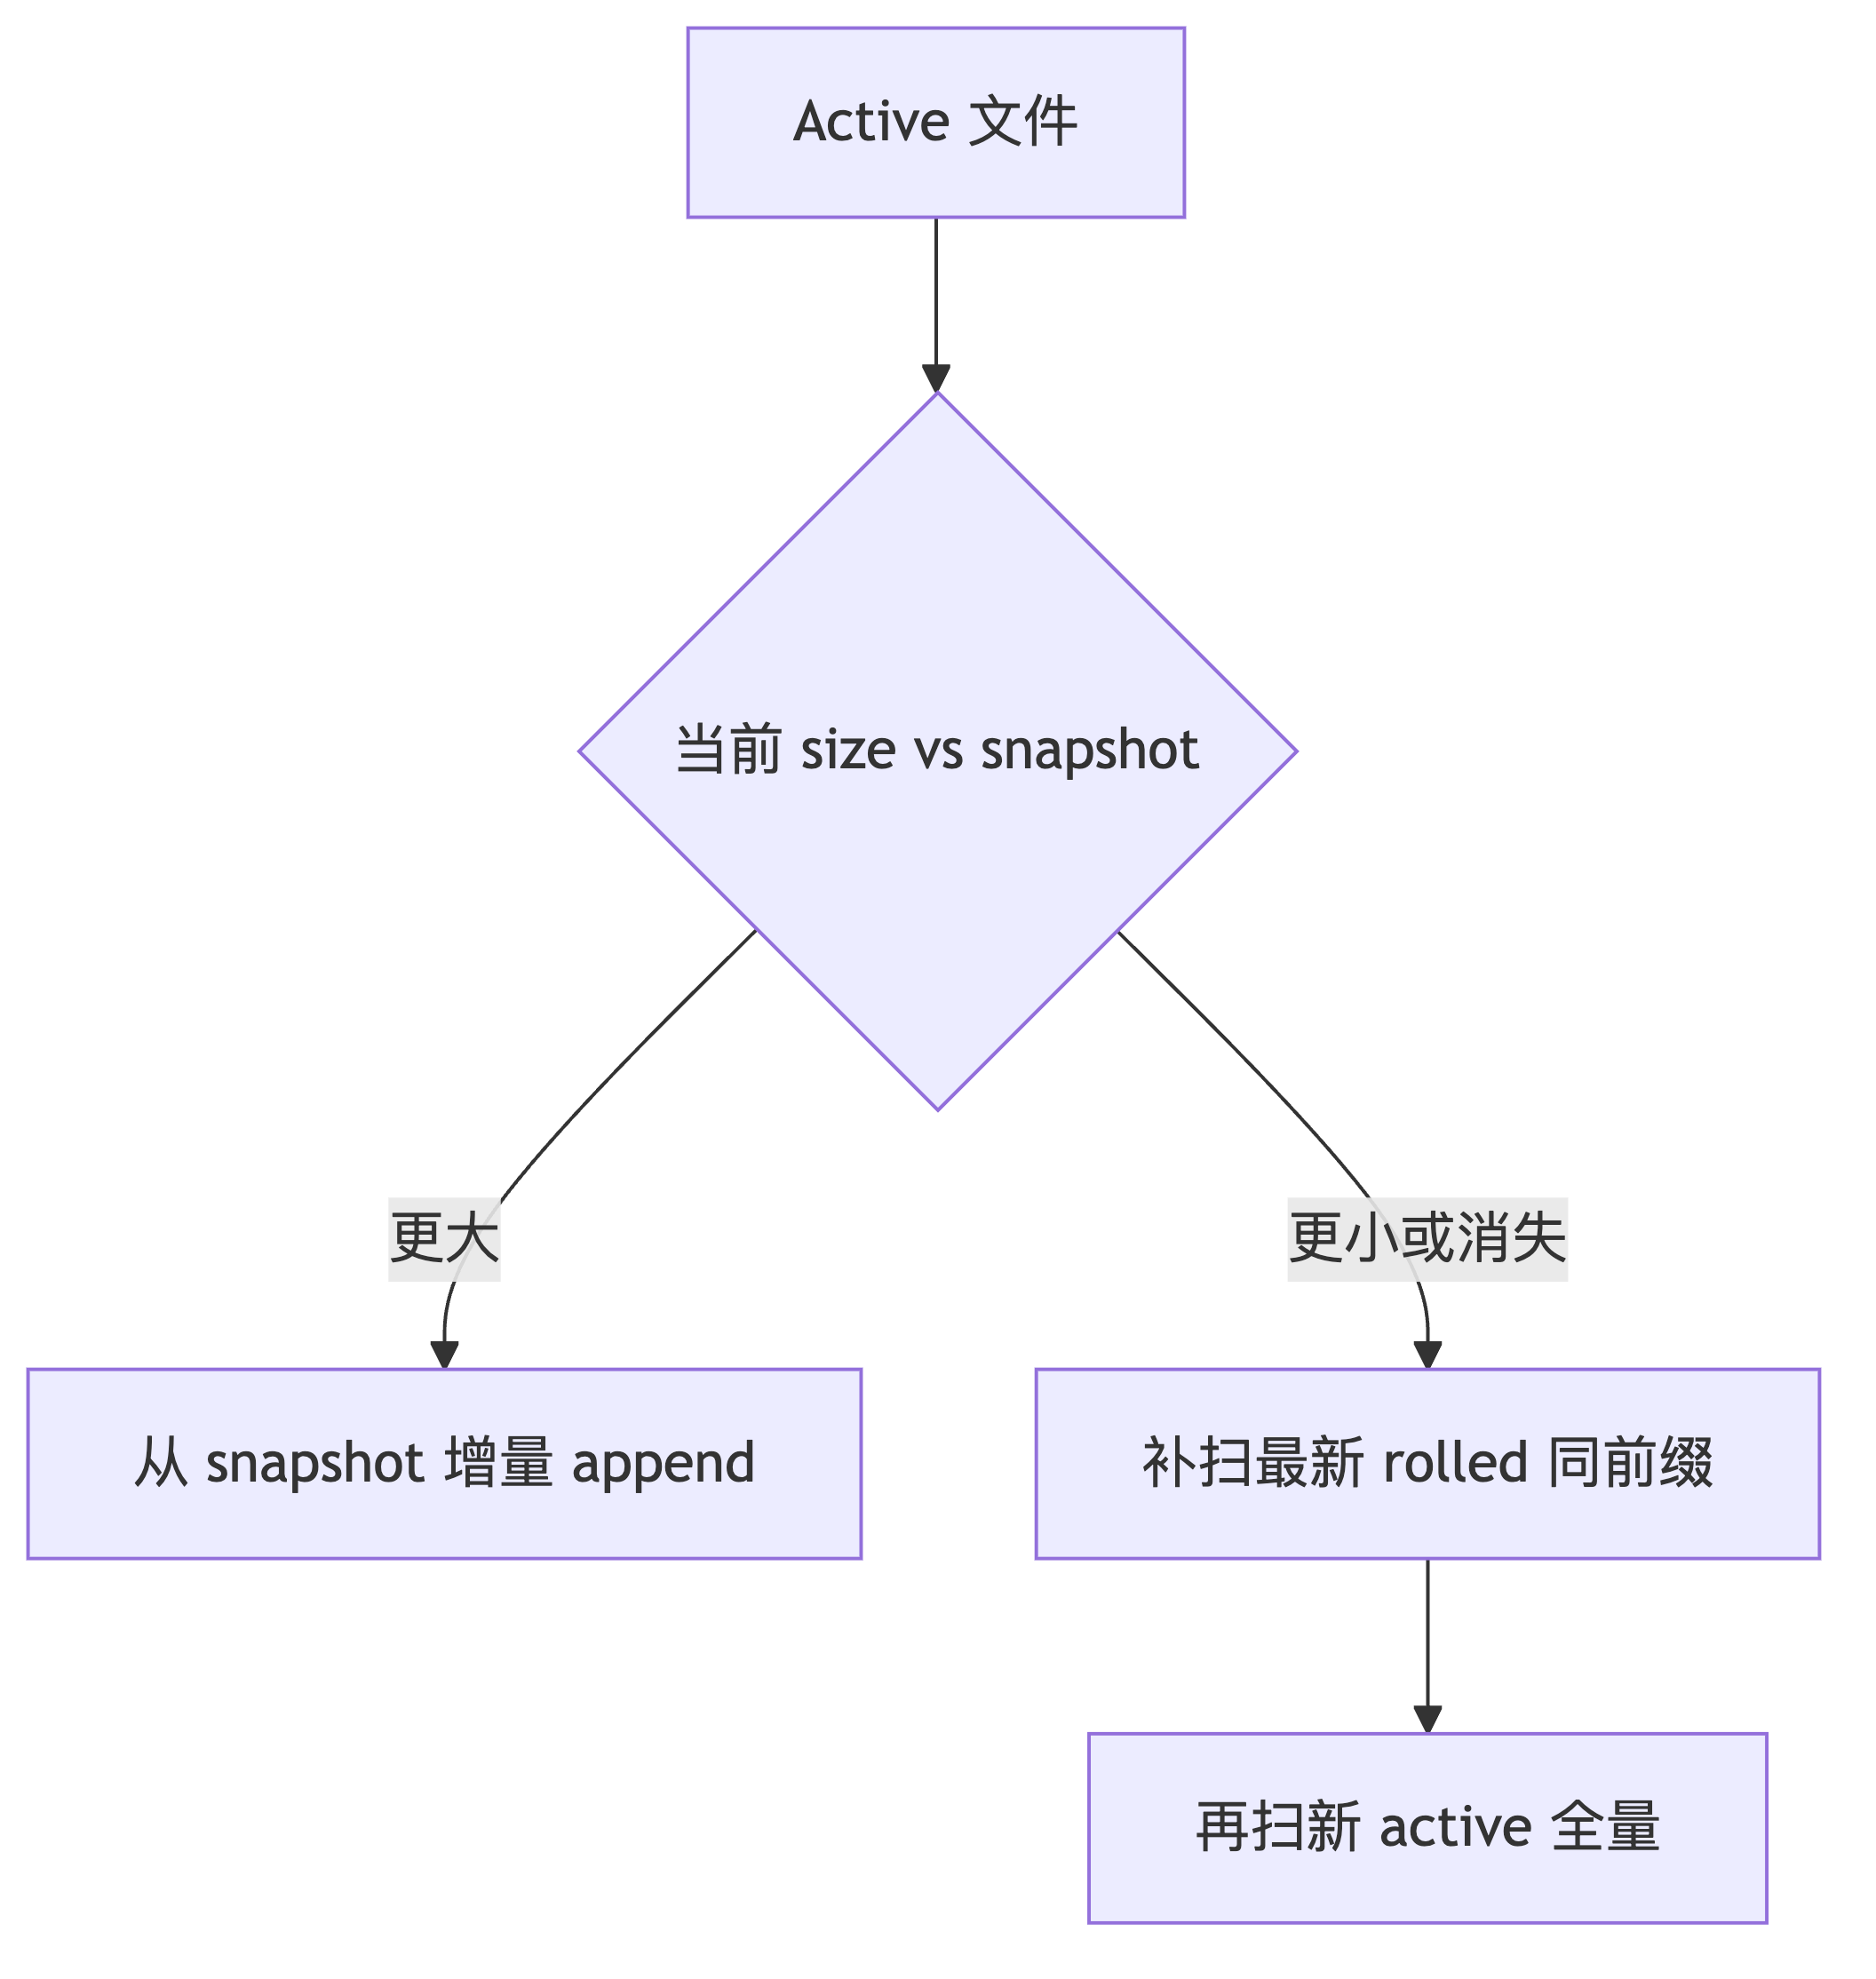 Active 文件
当前 size vs snapshot
更大
更小或消失
从 snapshot 增量 append
补扫最新 rolled 同前缀
再扫新 active 全量